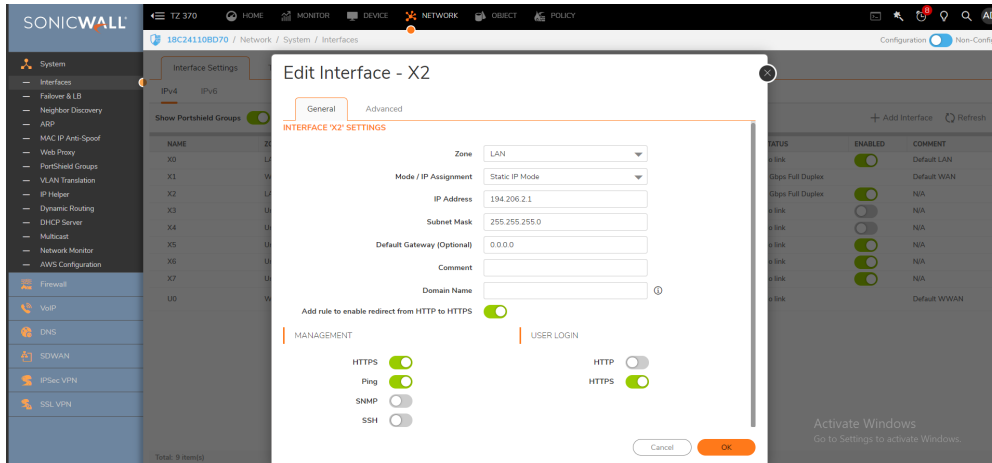 SONICWALL
TZ 370 HOME MONITOR DEVICE NETWORK OBJECT POLICY 8
18C24110BD70 / Network / System / Interfaces Configuration
System
Interfaces
Failover & LB
Neighbor Discovery
ARP
MAC IP Anti-Spoof
Web Proxy
PortShield Groups
VLAN Translation
IP Helper
Dynamic Routing
DHCP Server
Multicast
Network Monitor
AWS Configuration
Firewall
VoIP
DNS
SDWAN
IPSec VPN
SSL VPN
Interface Settings
IPv4 IPv6
Show Portshield Groups
Add Interface Refresh
NAME
X0
X1
X2
X3
X4
X5
X6
X7
U0
Total: 9 item(s)
Edit Interface - X2
General Advanced
INTERFACE 'X2' SETTINGS
Zone LAN
Mode / IP Assignment Static IP Mode
IP Address 194.206.2.1
Subnet Mask 255.255.255.0
Default Gateway (Optional) 0.0.0.0
Comment
Domain Name
Add rule to enable redirect from HTTP to HTTPS
MANAGEMENT USER LOGIN
HTTPS HTTP
Ping HTTPS
SNMP
SSH
Cancel OK
ENABLED COMMENT
link Default LAN
Gbps Full Duplex Default WAN
Gbps Full Duplex N/A
link N/A
link N/A
link N/A
link N/A
link N/A
link Default WWAN
Activate Windows
Go to Settings to activate Windows.